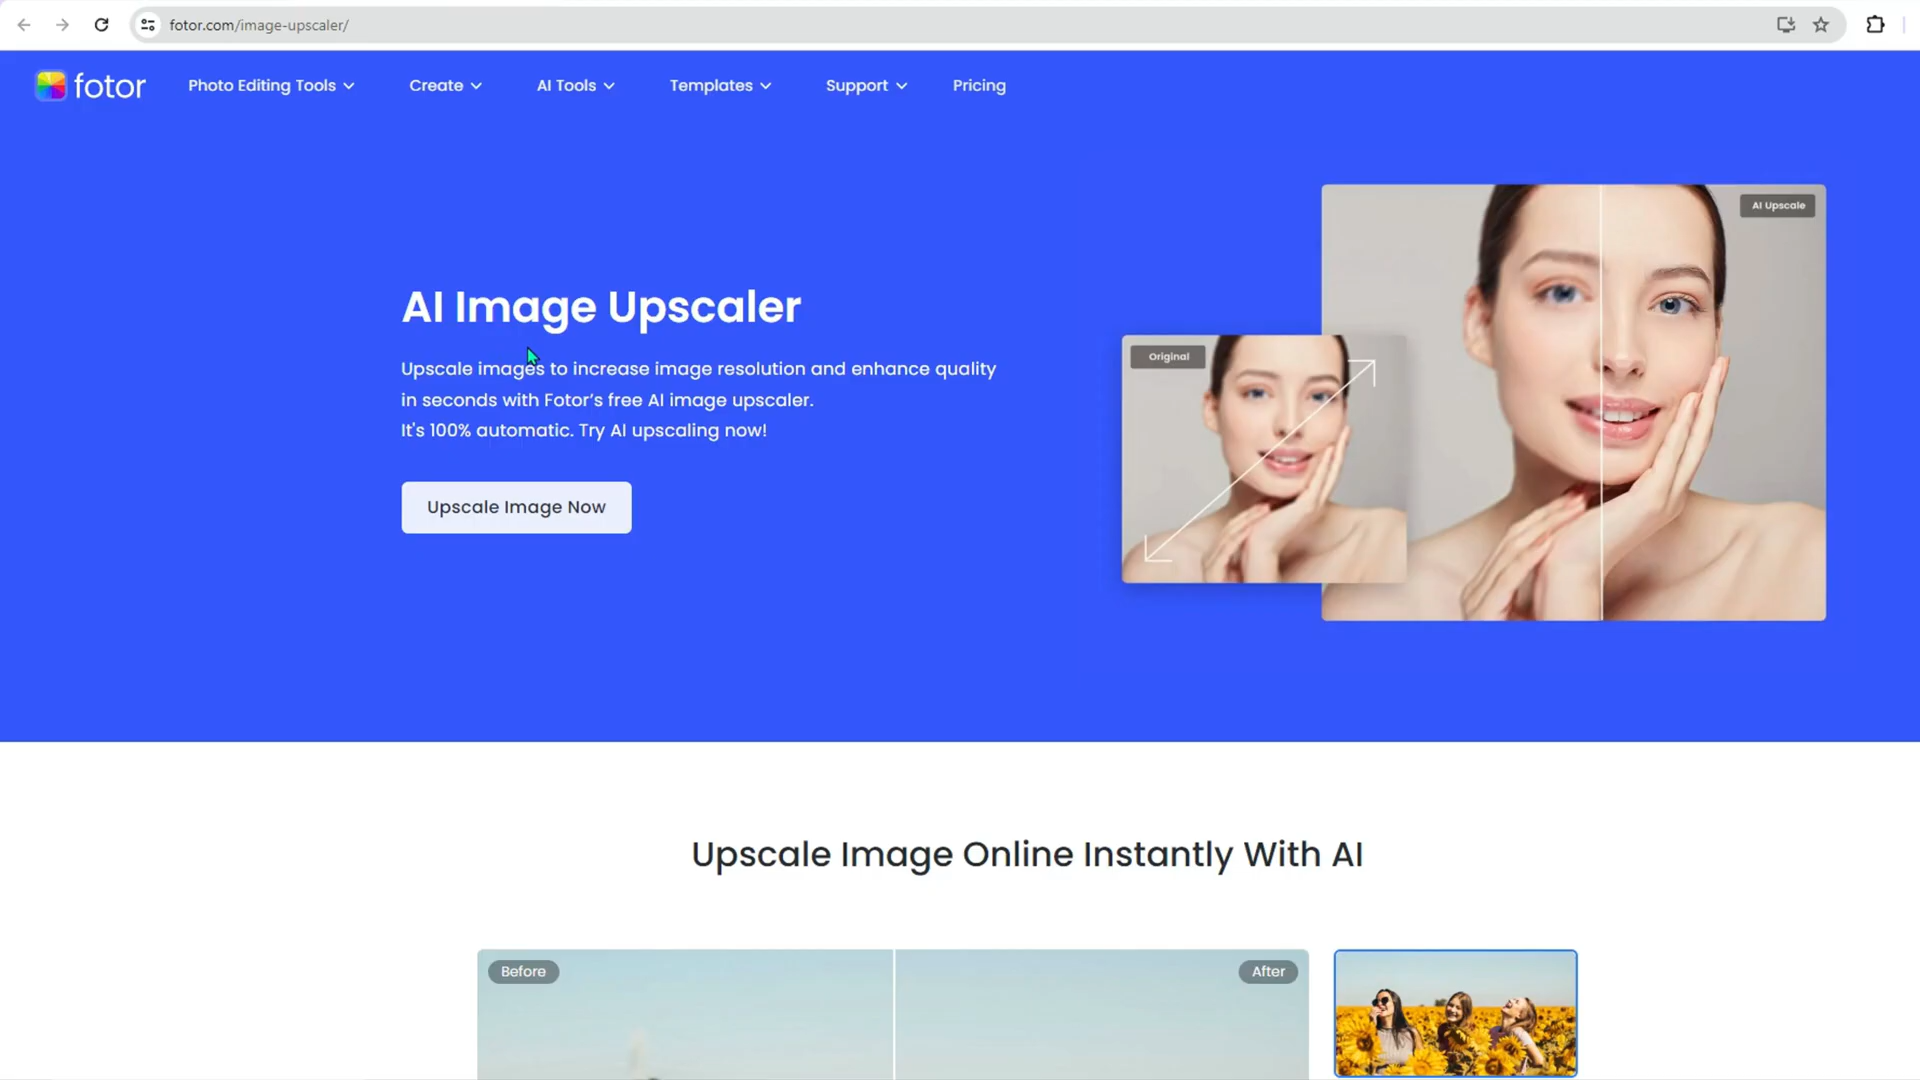 fotor.com/image-upscaler/
fotor
Photo Editing Tools
Create
AI Tools
Templates
Support
Pricing
AI Upscale
Original
AI Image Upscaler
Upscale images to increase image resolution and enhance quality
in seconds with Fotor’s free AI image upscaler.
It's 100% automatic. Try AI upscaling now!
Upscale Image Now
Upscale Image Online Instantly With AI
Before
After